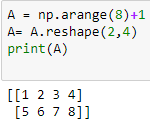 A = np.arange(8)+1
A= A.reshape(2,4)
print(A)
[[1 2 3 4]
 [5 6 7 8]]